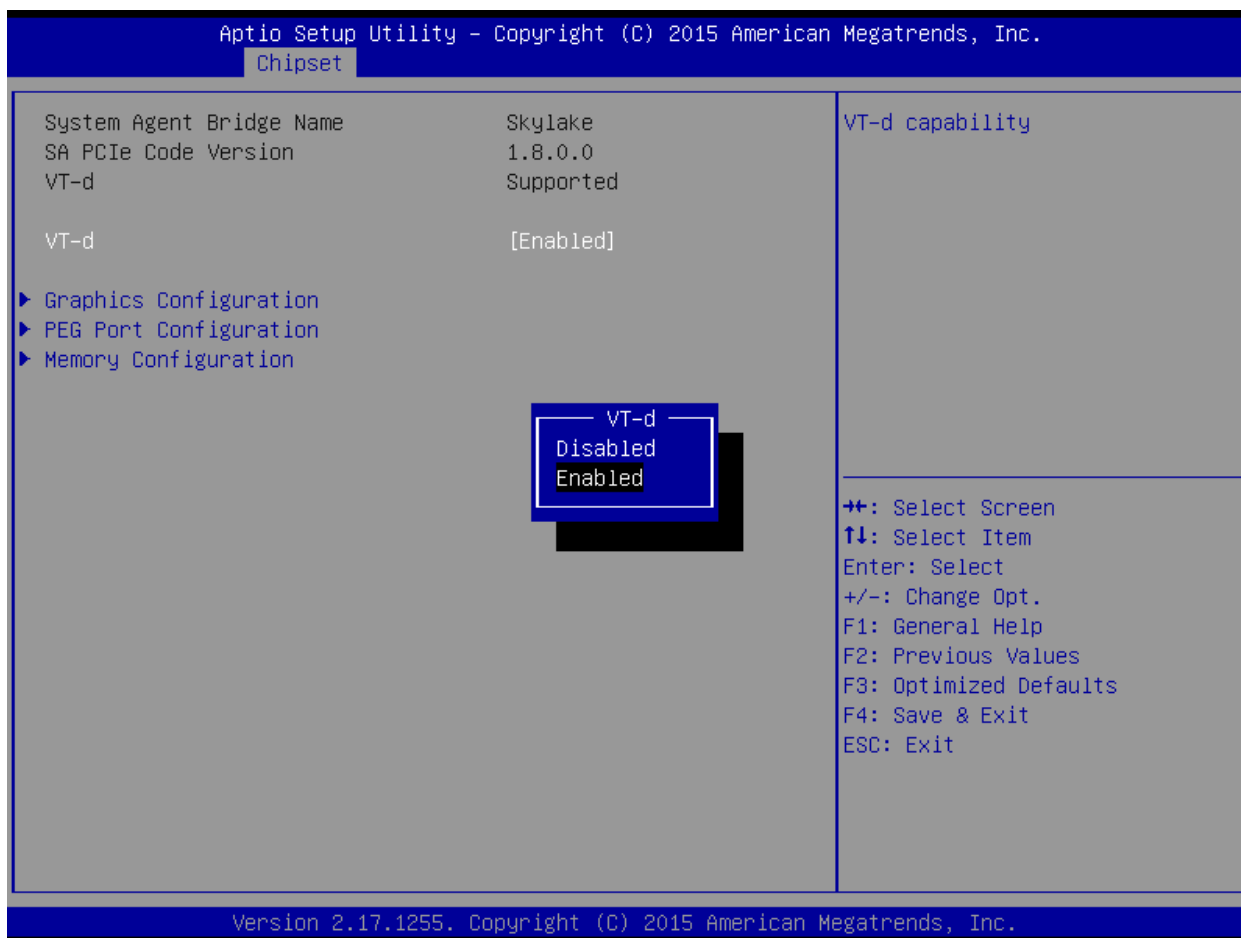 Aptio Setup Utility – Copyright (C) 2015 American Megatrends, Inc.
Chipset
System Agent Bridge Name Skylake
SA PCIe Code Version 1.8.0.0
VT-d Supported
VT-d [Enabled]
▶ Graphics Configuration
▶ PEG Port Configuration
▶ Memory Configuration
VT-d
Disabled
Enabled
VT-d capability
→←: Select Screen
↑↓: Select Item
Enter: Select
+/-: Change Opt.
F1: General Help
F2: Previous Values
F3: Optimized Defaults
F4: Save & Exit
ESC: Exit
Version 2.17.1255. Copyright (C) 2015 American Megatrends, Inc.